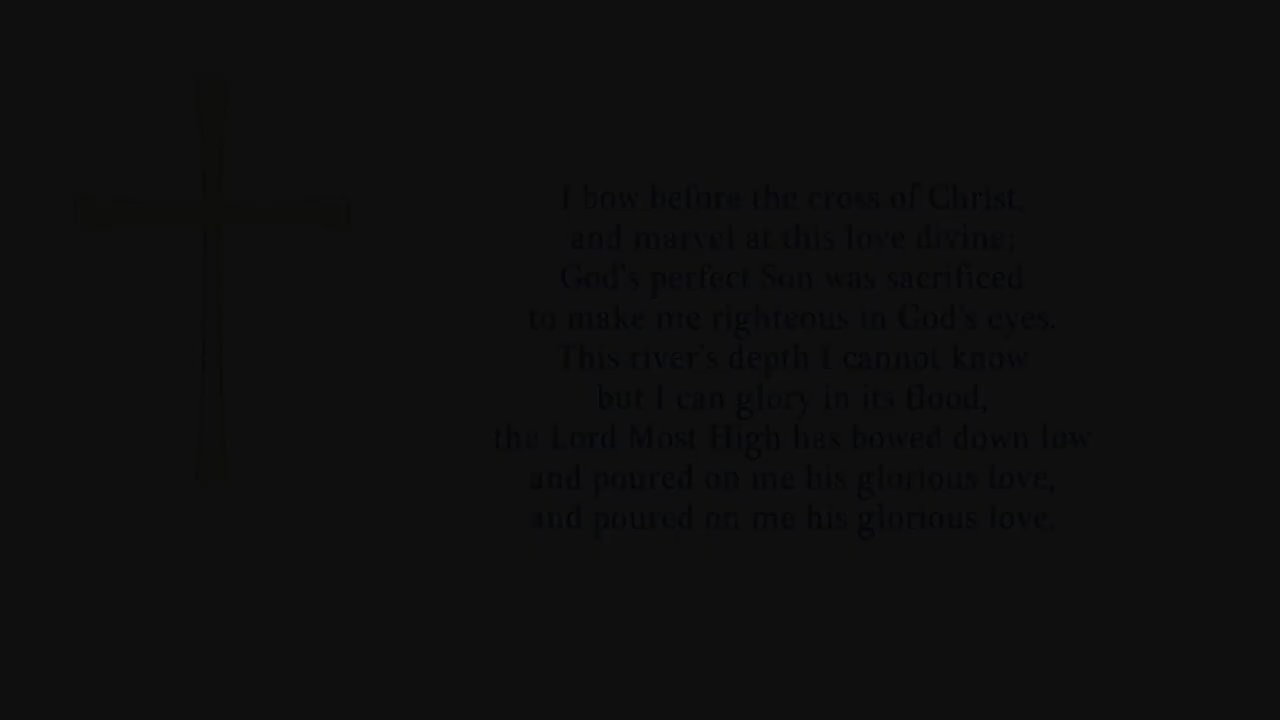 I bow before the cross of Christ,
and marvel at this love divine;
God's perfect Son was sacrificed
to make me righteous in God's eyes.
This river's depth I cannot know
but I can glory in its flood,
the Lord Most High has bowed down low
and poured on me his glorious love,
and poured on me his glorious love.